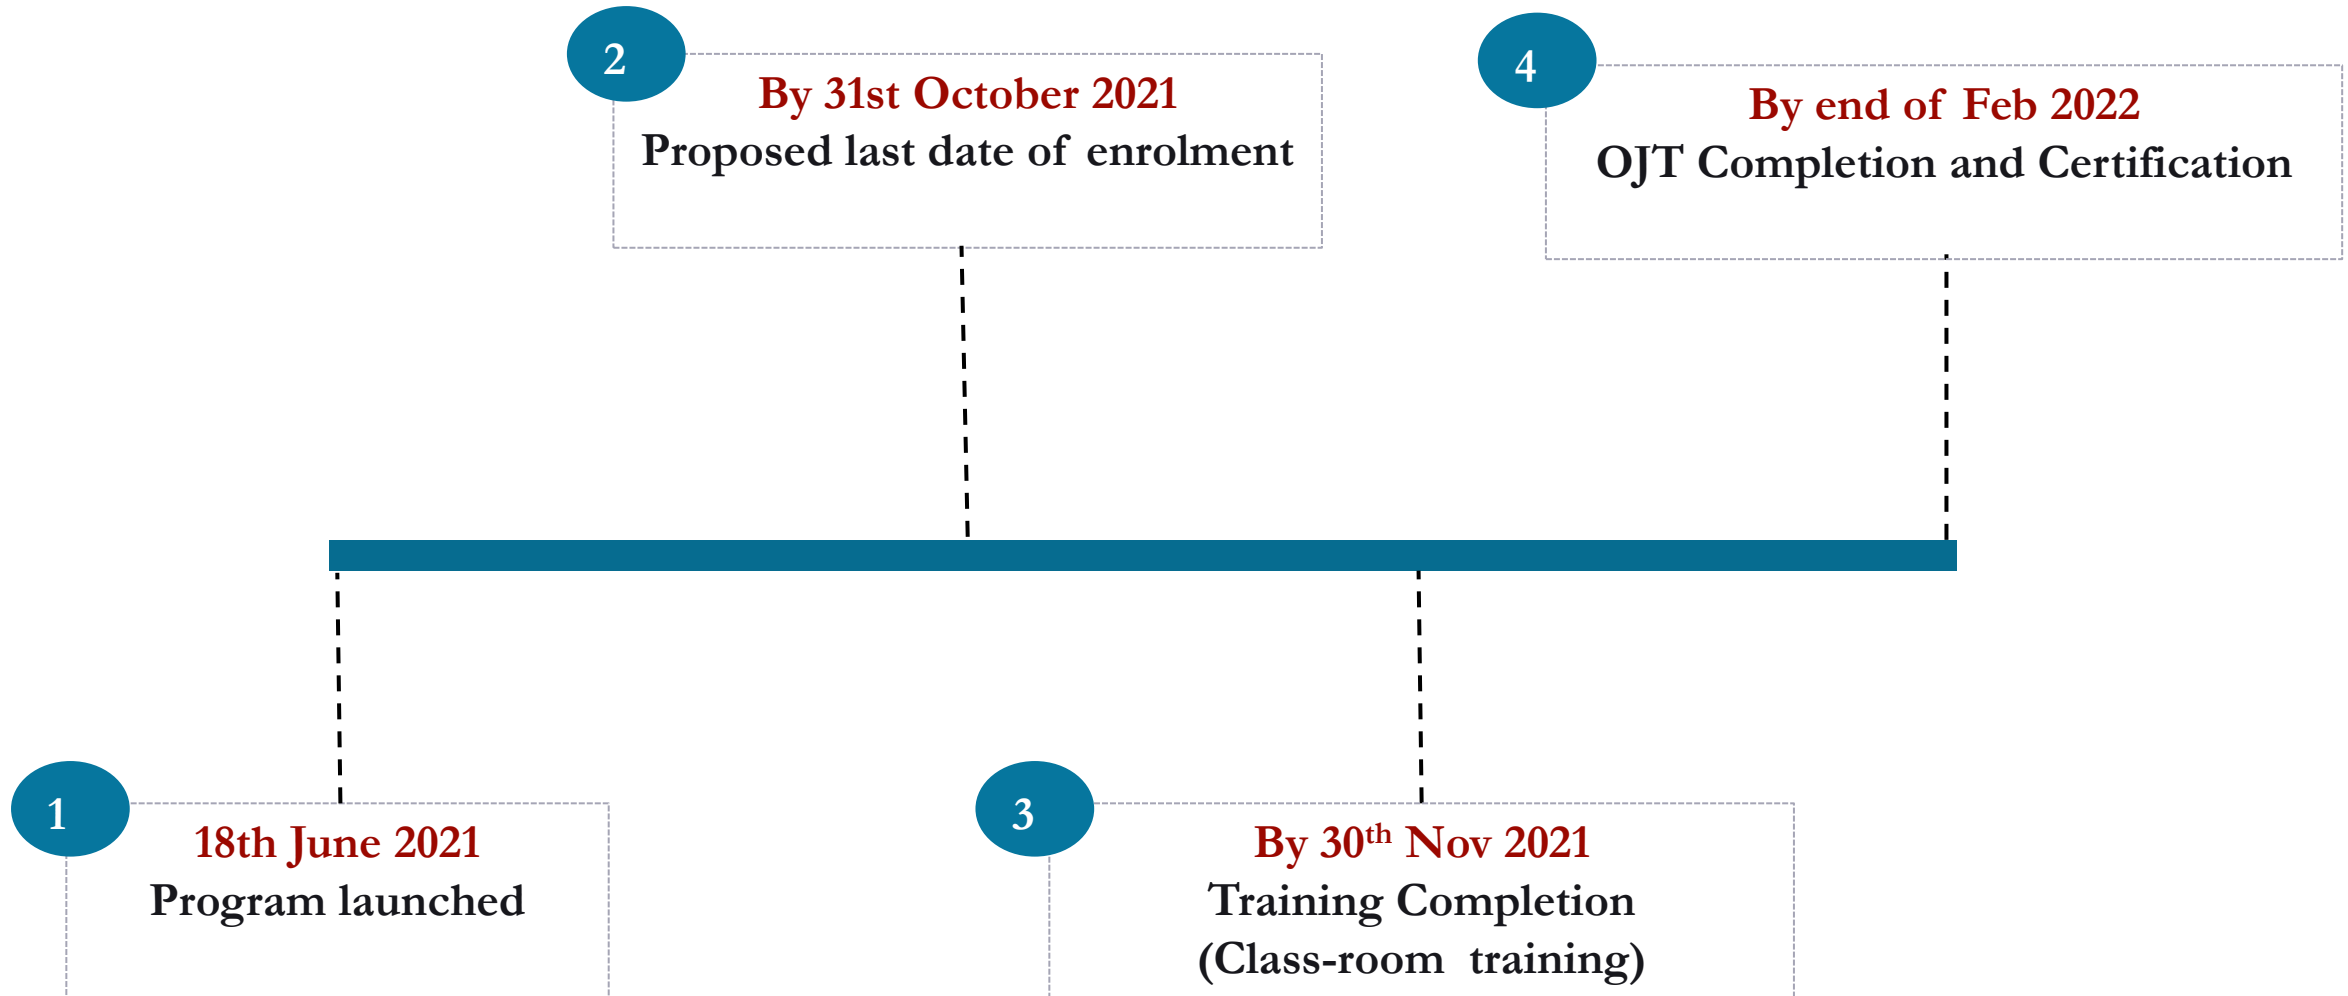 2
By 31st October 2021
Proposed last date of enrolment
4
By end of Feb 2022
OJT Completion and Certification
1
18th June 2021
Program launched
3
By 30th Nov 2021
Training Completion
(Class-room training)